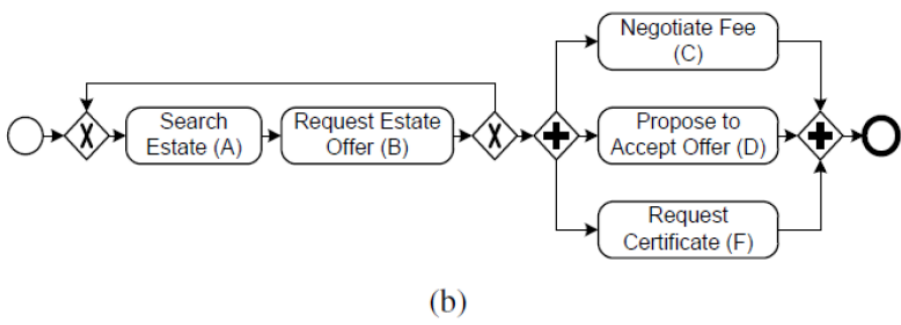 Negotiate Fee
(C)
X
Search
Estate (A)
Request Estate
Offer (B)
X
Propose to
Accept Offer (D)
Request
Certificate (F)
(b)